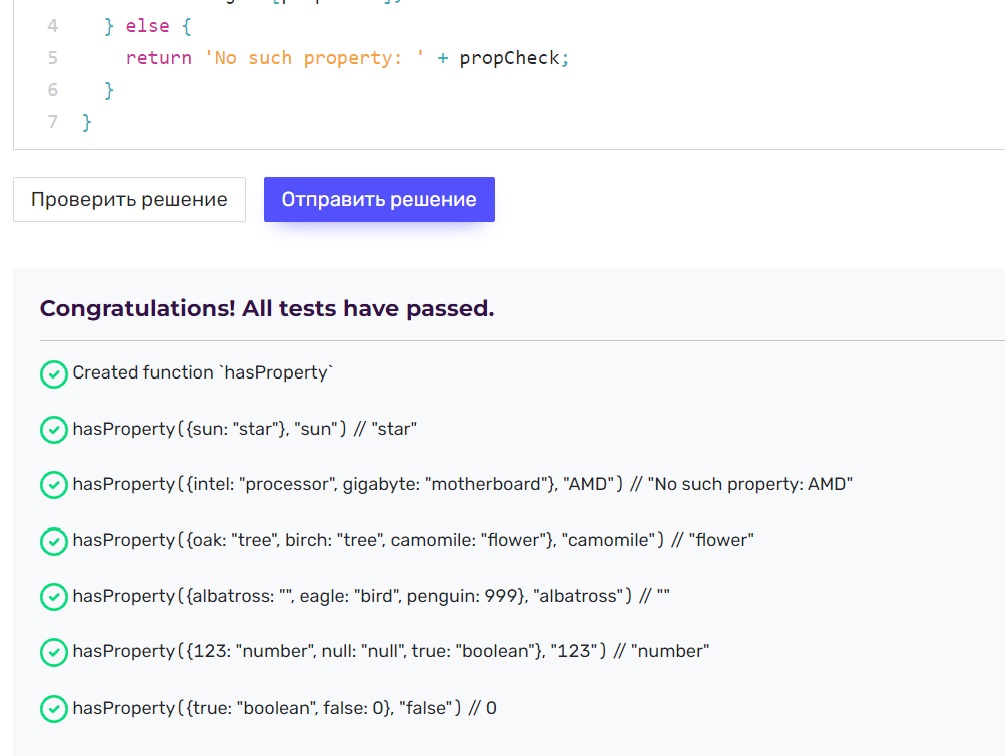 4 } else {
5 return 'No such property: ' + propCheck;
6 }
7 }
Проверить решение Отправить решение
Congratulations! All tests have passed.
Created function `hasProperty`
hasProperty({sun: "star"}, "sun") // "star"
hasProperty({intel: "processor", gigabyte: "motherboard"}, "AMD") // "No such property: AMD"
hasProperty({oak: "tree", birch: "tree", camomile: "flower"}, "camomile") // "flower"
hasProperty({albatross: "", eagle: "bird", penguin: 999}, "albatross") // ""
hasProperty({123: "number", null: "null", true: "boolean"}, "123") // "number"
hasProperty({true: "boolean", false: 0}, "false") // 0